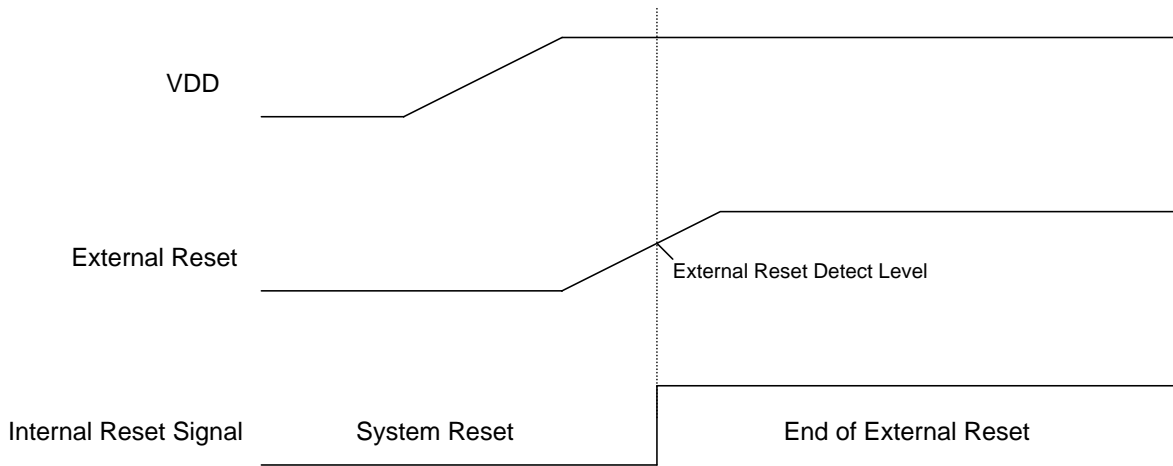 VDD
External Reset
External Reset Detect Level
Internal Reset Signal
System Reset
End of External Reset